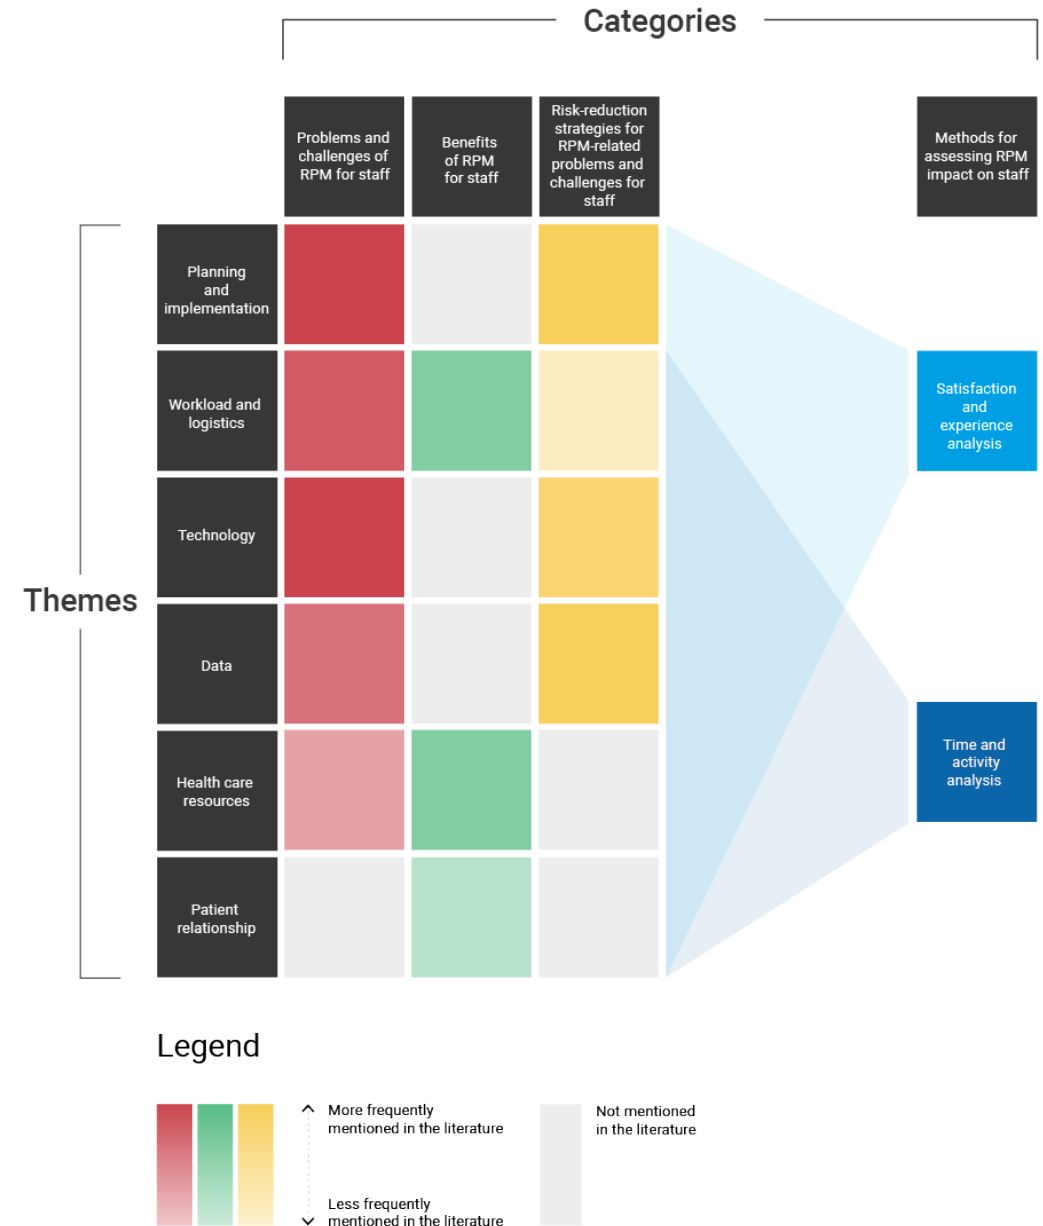 Categories
Problems and
challenges of
RPM for staff
Benefits
of RPM
for staff
Risk-reduction
strategies for
RPM-related
problems and
challenges for
staff
Methods for
assessing RPM
impact on staff
Themes
Planning
and
implementation
Workload and
logistics
Technology
Data
Health care
resources
Patient
relationship
Satisfaction
and
experience
analysis
Time and
activity
analysis
Legend
More frequently
mentioned in the literature
Less frequently
mentioned in the literature
Not mentioned
in the literature